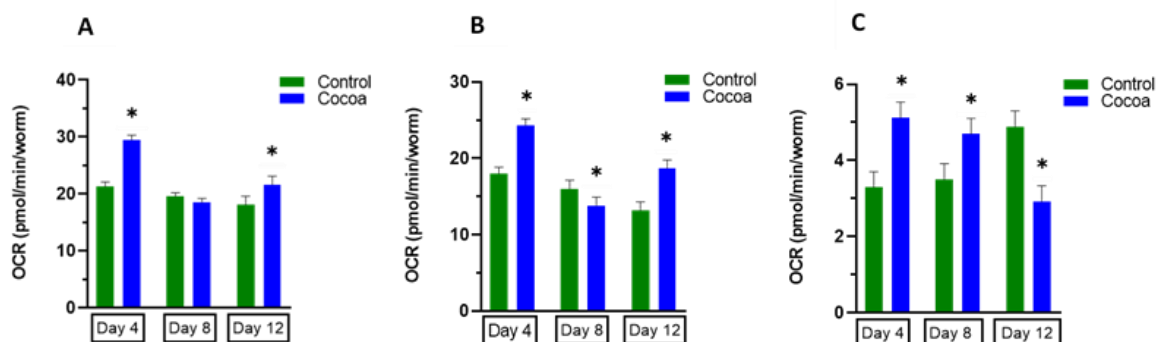 A
OCR (pmol/min/worm)
40
30
20
10
0
Control
Cocoa
*
*
Day 4
Day 8
Day 12
B
OCR (pmol/min/worm)
30
20
10
0
Control
Cocoa
*
*
*
Day 4
Day 8
Day 12
C
OCR (pmol/min/worm)
6
4
2
0
Control
Cocoa
*
*
*
Day 4
Day 8
Day 12